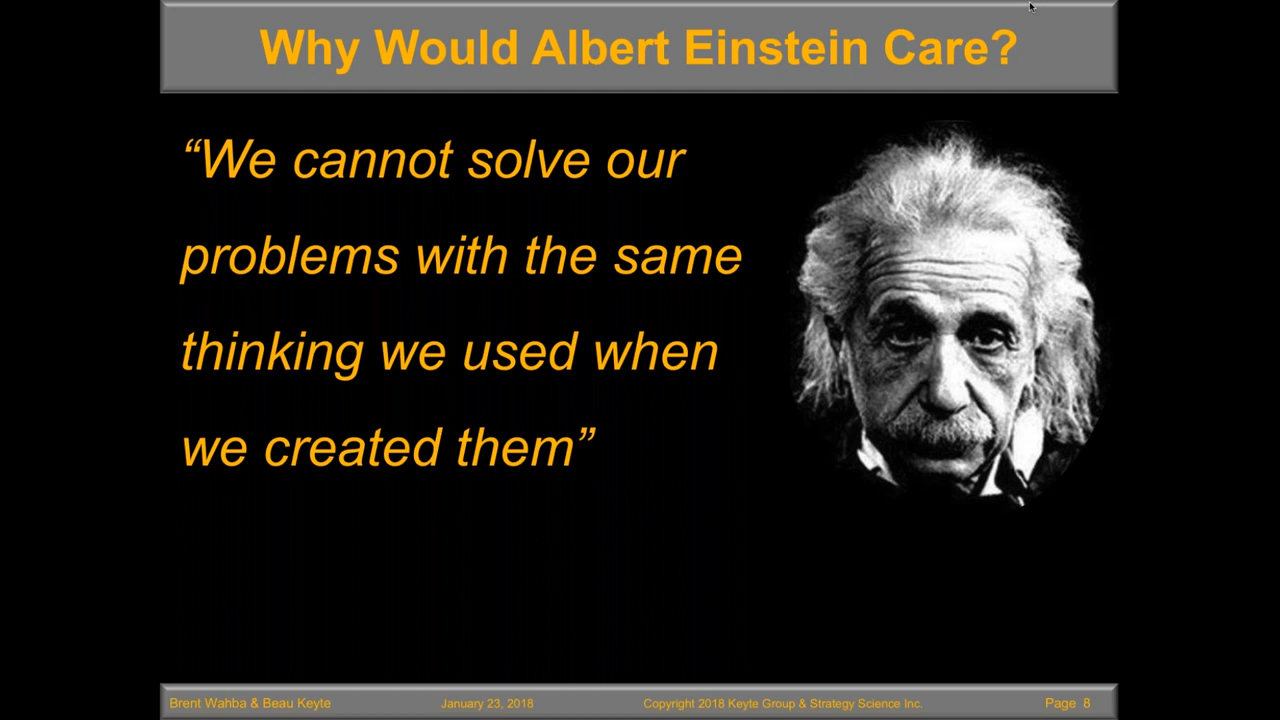 Why Would Albert Einstein Care?
“We cannot solve our
problems with the same
thinking we used when
we created them”
Brent Wahba & Beau Keyte January 23, 2018 Copyright 2018 Keyte Group & Strategy Science Inc. Page 8